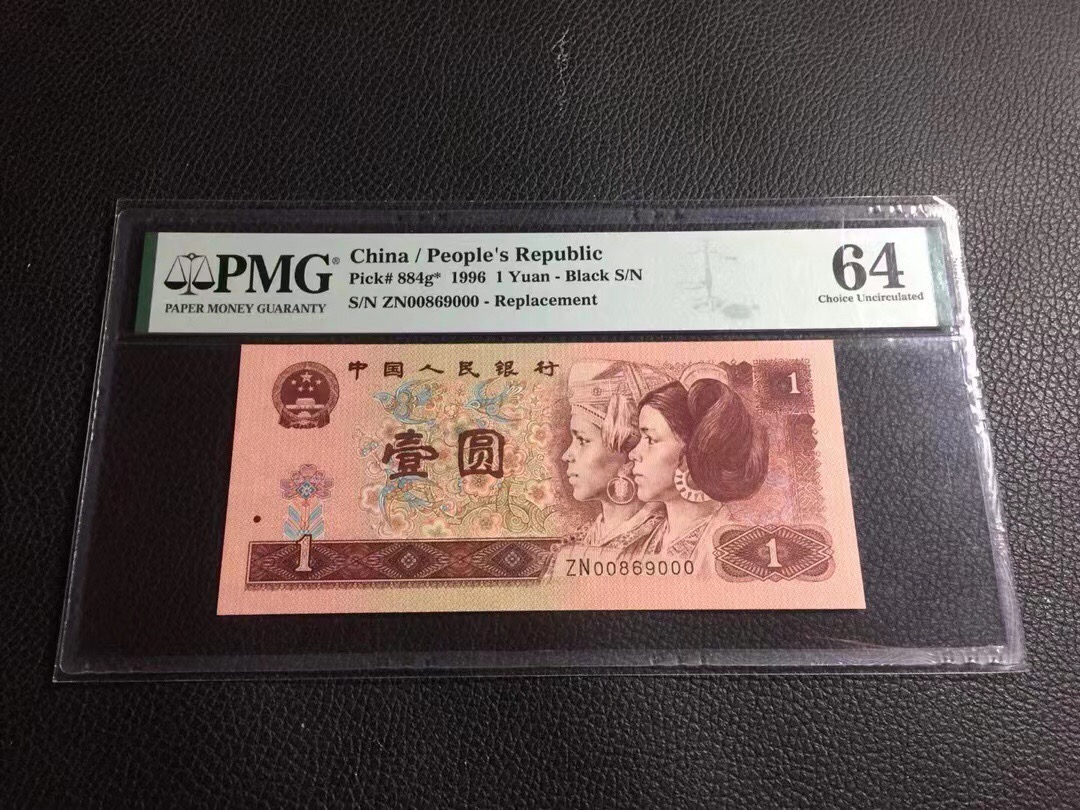 PMG®
PAPER MONEY GUARANTY
China / People's Republic
Pick# 884g* 1996 1 Yuan - Black S/N
S/N ZN00869000 - Replacement
64
Choice Uncirculated
中国人民银行
1
壹圆
1
1
ZN00869000